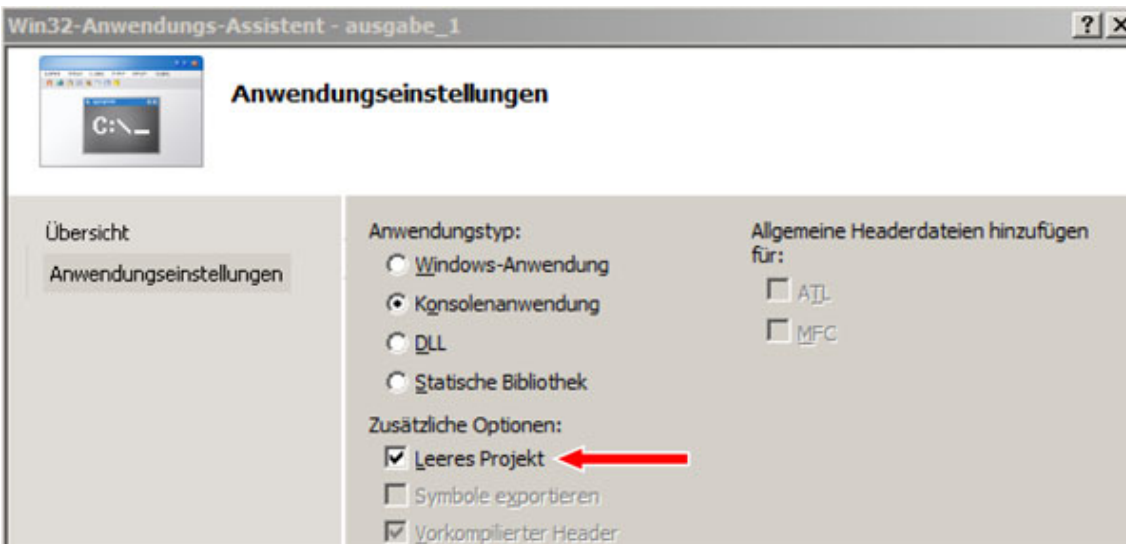 Win32-Anwendungs-Assistent - ausgabe_1
C:\_
Anwendungseinstellungen
Übersicht
Anwendungseinstellungen
Anwendungstyp:
Windows-Anwendung
Konsolenanwendung
DLL
Statische Bibliothek
Zusätzliche Optionen:
Leeres Projekt
Symbole exportieren
Vorkompilierter Header
Allgemeine Headerdateien hinzufügen
für:
ATL
MFC